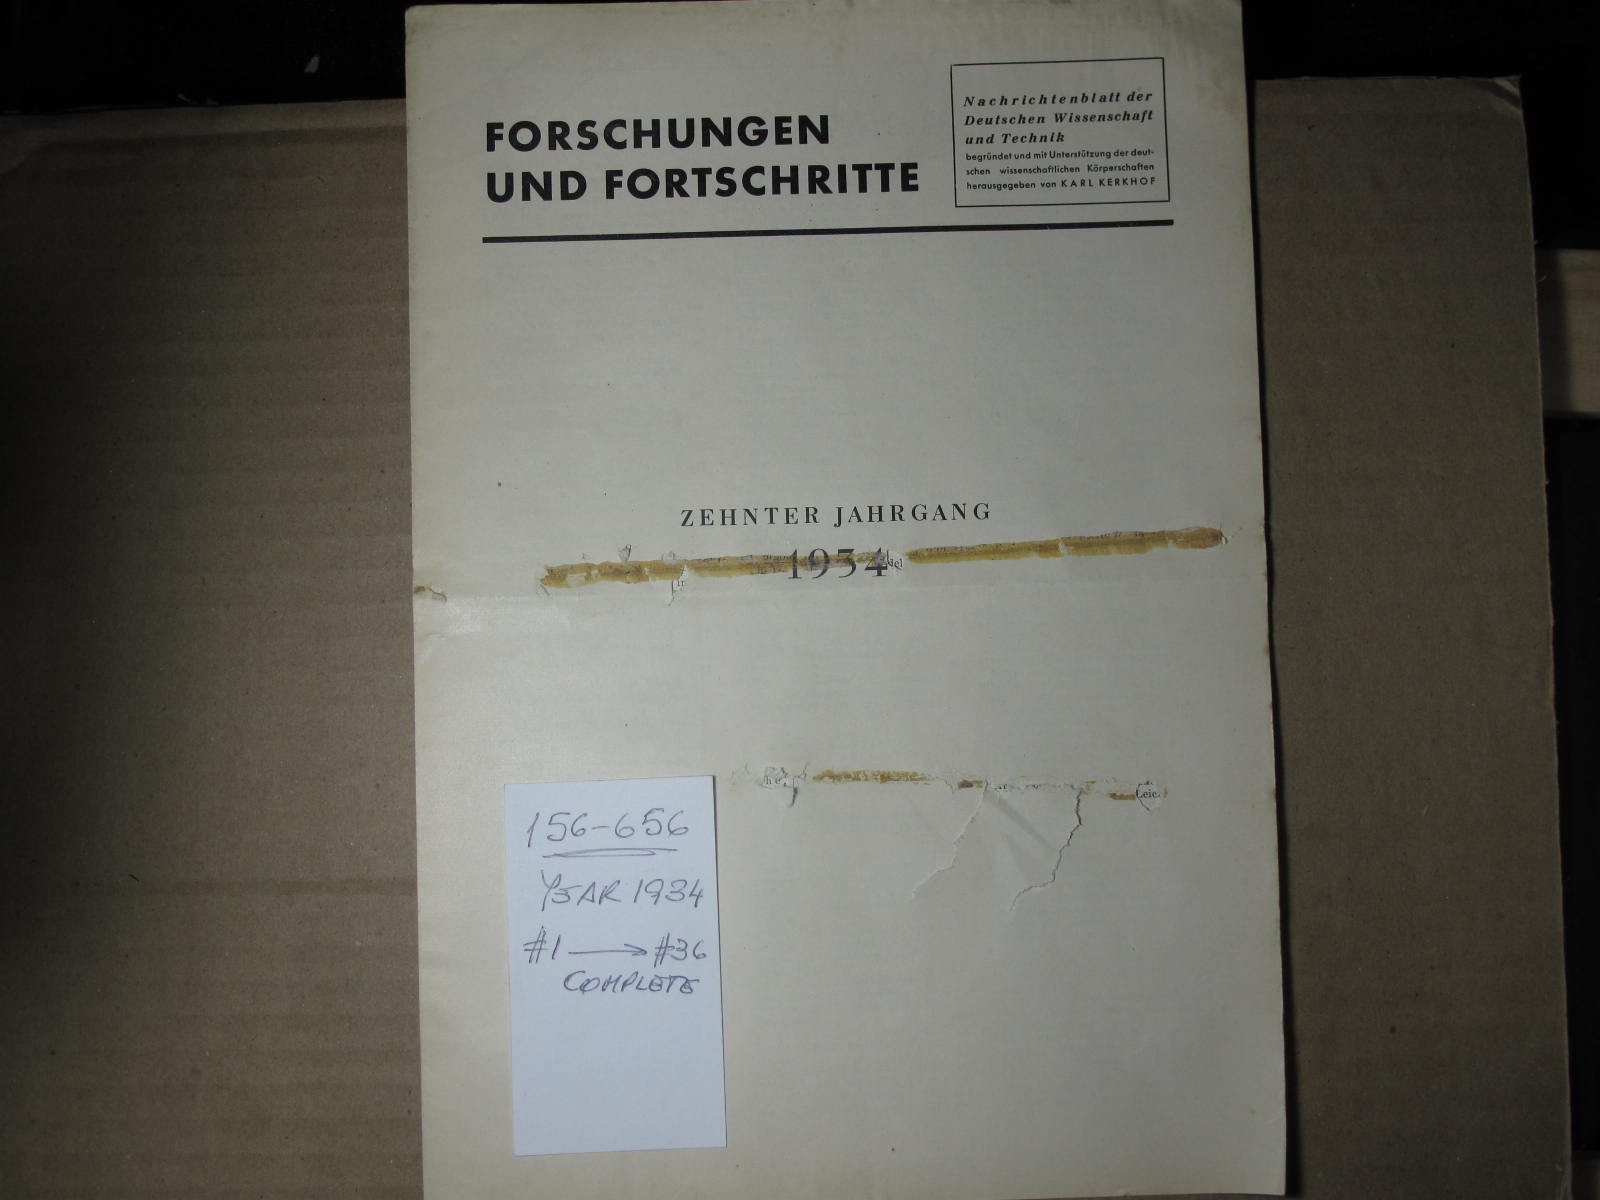 FORSCHUNGEN
UND FORTSCHRITTE
Nachrichtenblatt der
Deutschen Wissenschaft
und Technik
begründet und mit Unterstützung der deut-
schen wissenschaftlichen Körperschaften
herausgegeben von KARL KERKHOF
ZEHNTER JAHRGANG
1934
156-656
YEAR 1934
#1 → #36
COMPLETE